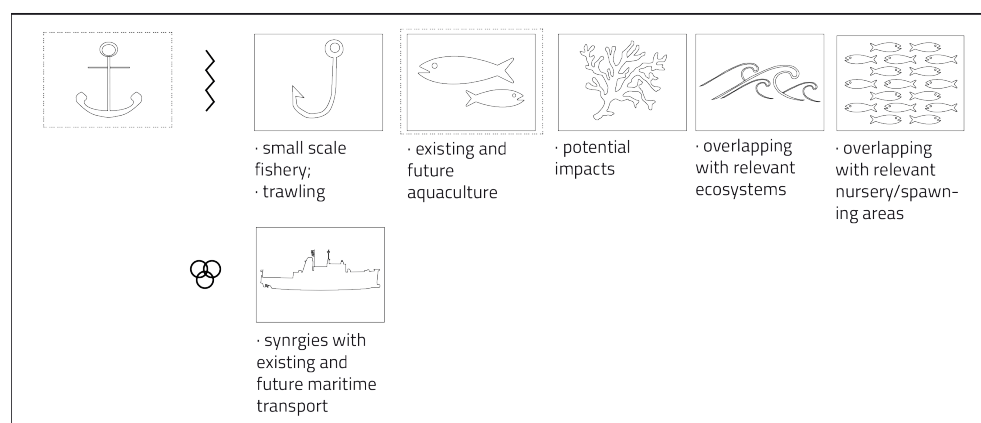 · small scale
fishery;
· trawling
· existing and
future
aquaculture
· potential
impacts
· overlapping
with relevant
ecosystems
· overlapping
with relevant
nursery/spawn-
ing areas
· synrgies with
existing and
future maritime
transport